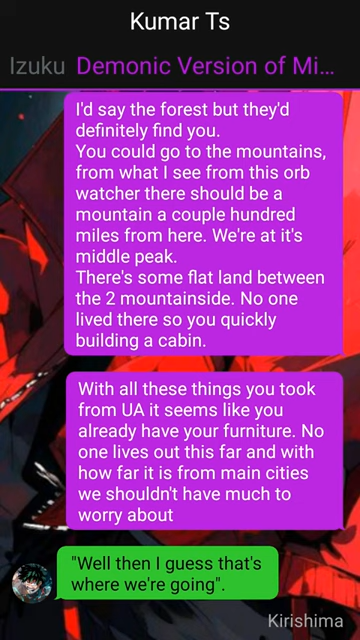 Kumar Ts
Izuku Demonic Version of Mi...
I'd say the forest but they'd
definitely find you.
You could go to the mountains,
from what I see from this orb
watcher there should be a
mountain a couple hundred
miles from here. We're at it's
middle peak.
There's some flat land between
the 2 mountainside. No one
lived there so you quickly
building a cabin.
With all these things you took
from UA it seems like you
already have your furniture. No
one lives out this far and with
how far it is from main cities
we shouldn't have much to
worry about
"Well then I guess that's
where we're going".
Kirishima